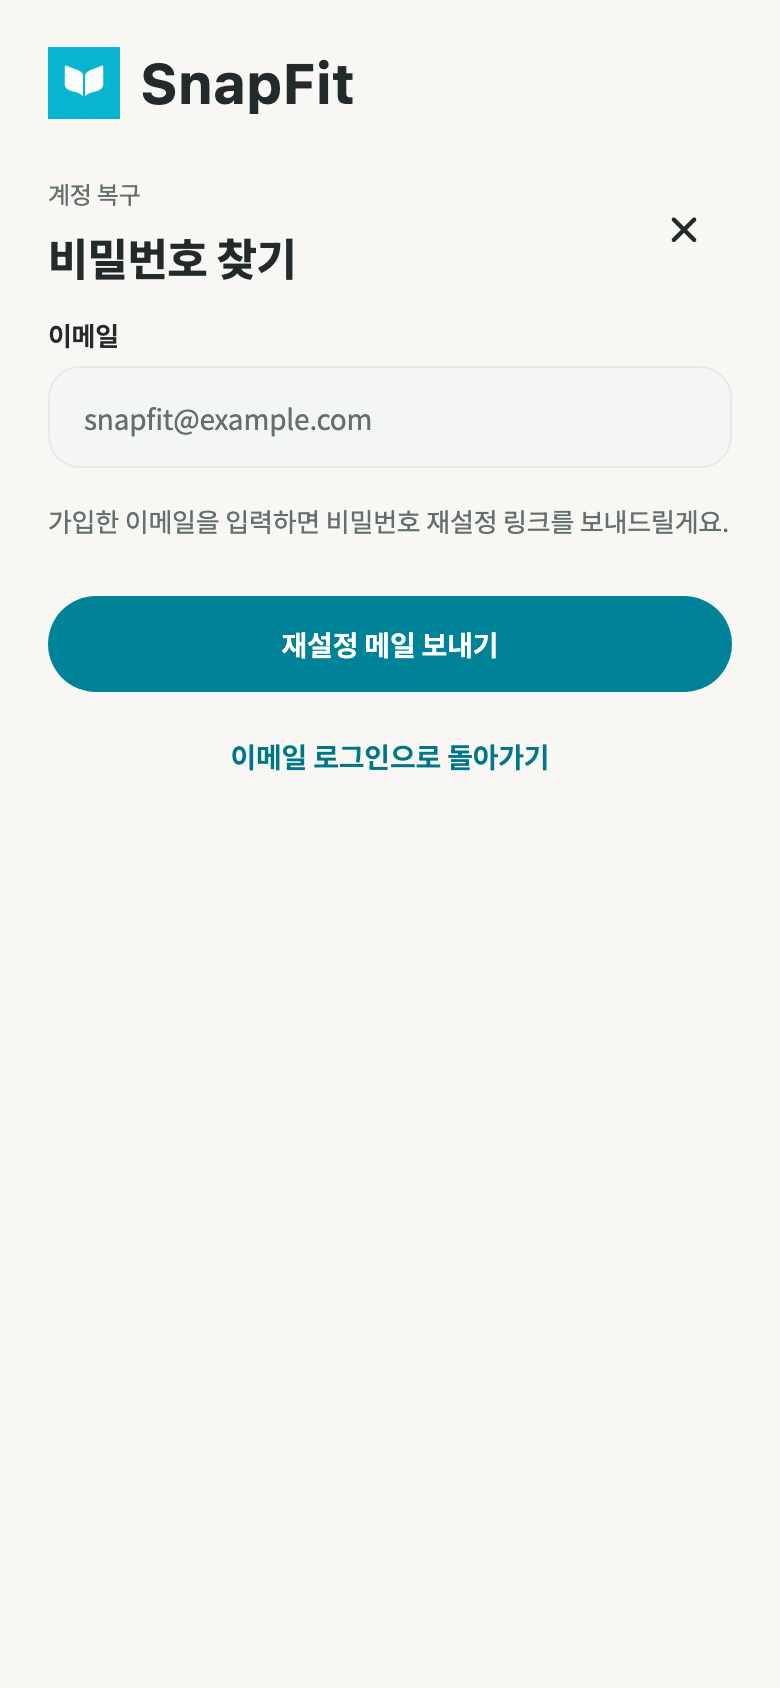 SnapFit
계정 복구
비밀번호 찾기
이메일
snapfit@example.com
가입한 이메일을 입력하면 비밀번호 재설정 링크를 보내드릴게요.
재설정 메일 보내기
이메일 로그인으로 돌아가기